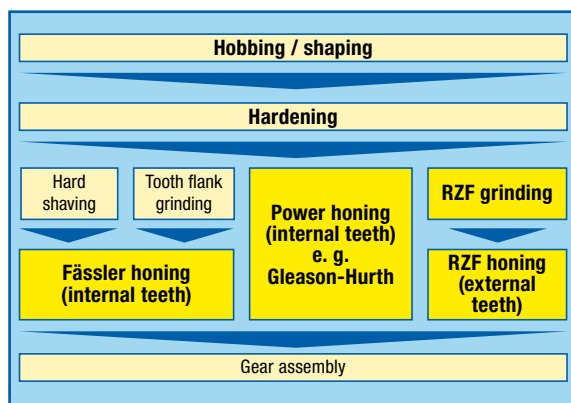 Hobbing / shaping
Hardening
Hard
shaving
Tooth flank
grinding
Fässler honing
(internal teeth)
Power honing
(internal teeth)
e. g.
Gleason-Hurth
RZF grinding
RZF honing
(external
teeth)
Gear assembly